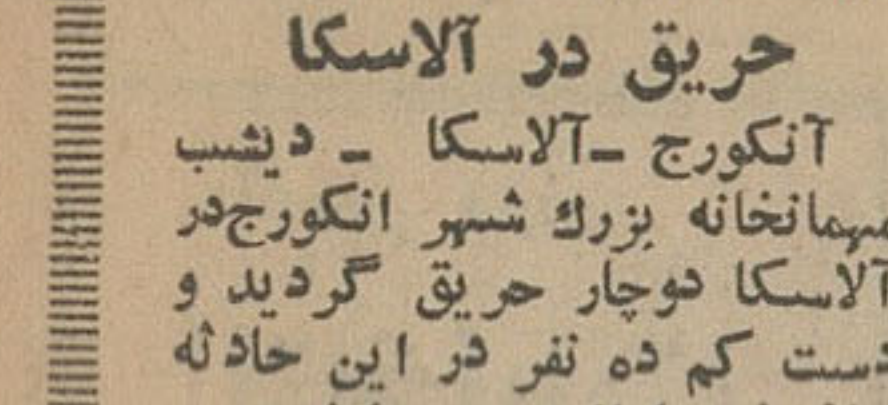 حریق در آلاسکا
آنکورج ـ آلاسکا ـ دیشب
مهمانخانه بزرك شهر انکورج در
آلاسکا دوچار حریق گردید و
دست کم ده نفر در این حادثه